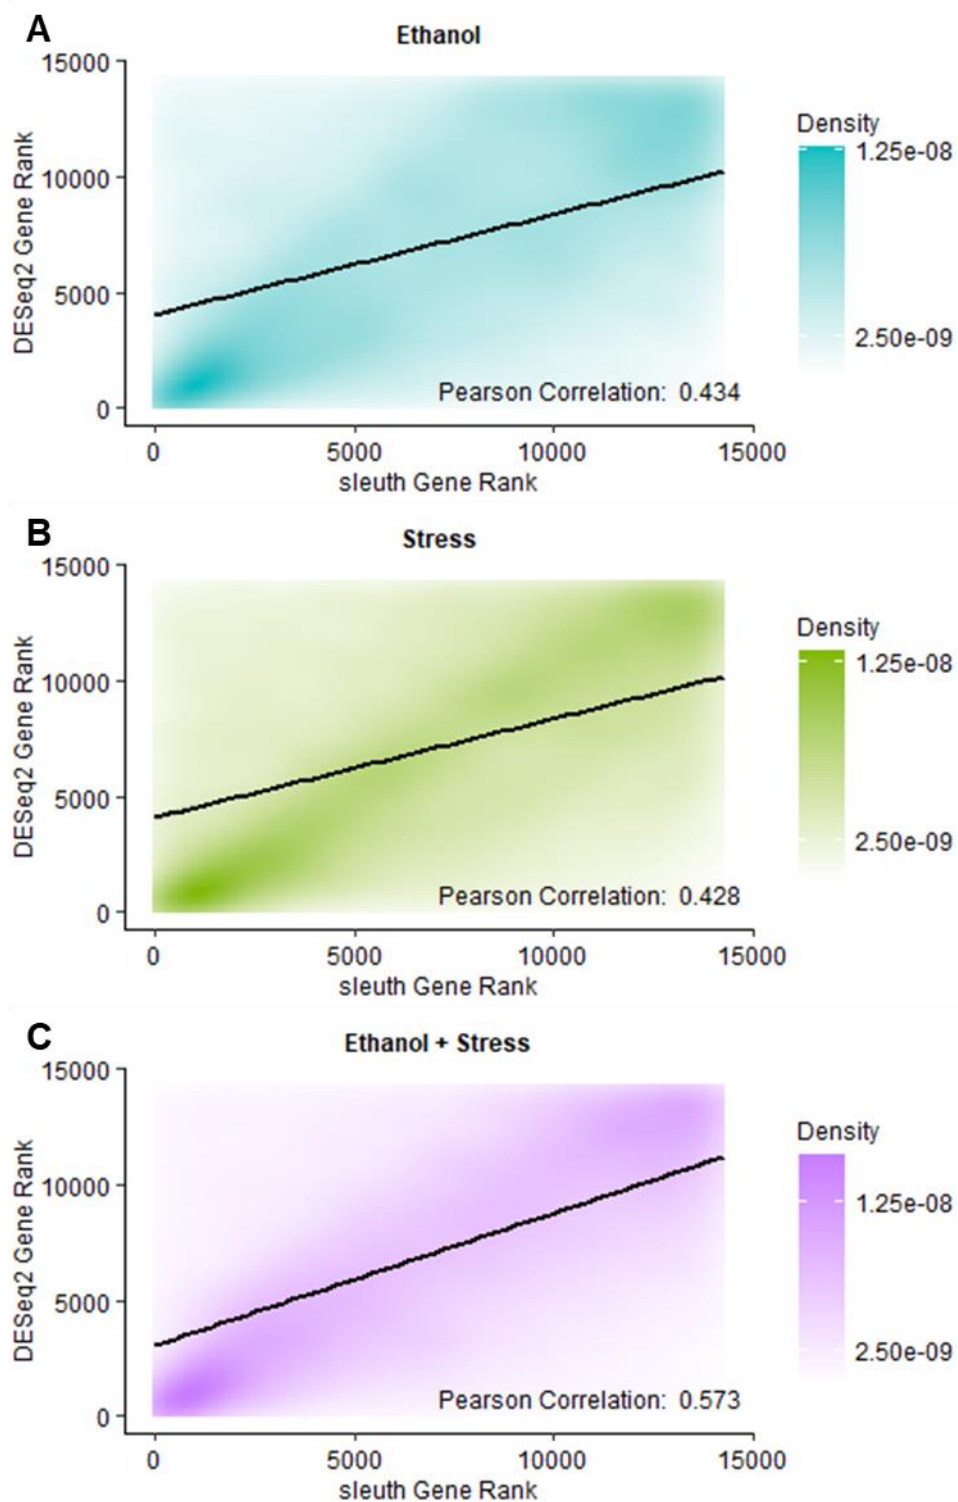 A
Ethanol
15000
10000
5000
0
DESeq2 Gene Rank
Pearson Correlation: 0.434
0 5000 10000 15000
sleuth Gene Rank
Density
1.25e-08
2.50e-09
B
Stress
15000
10000
5000
0
DESeq2 Gene Rank
Pearson Correlation: 0.428
0 5000 10000 15000
sleuth Gene Rank
Density
1.25e-08
2.50e-09
C
Ethanol + Stress
15000
10000
5000
0
DESeq2 Gene Rank
Pearson Correlation: 0.573
0 5000 10000 15000
sleuth Gene Rank
Density
1.25e-08
2.50e-09